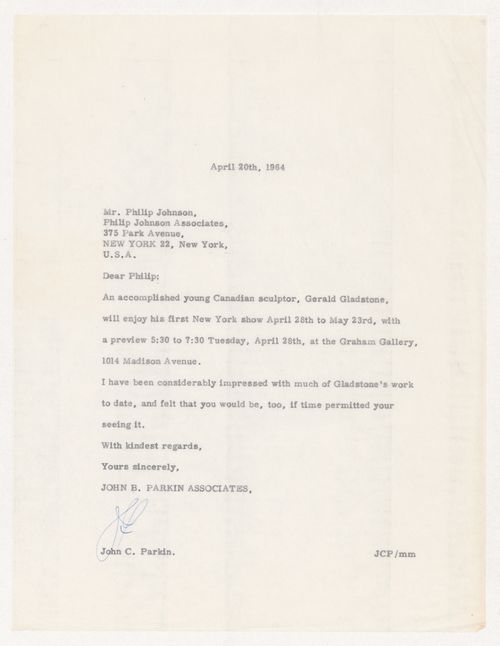 April 20th, 1964
Mr. Philip Johnson,
Philip Johnson Associates,
375 Park Avenue,
NEW YORK 22, New York,
U.S.A.
Dear Philip:
An accomplished young Canadian sculptor, Gerald Gladstone,
will enjoy his first New York show April 28th to May 23rd, with
a preview 5:30 to 7:30 Tuesday, April 28th, at the Graham Gallery,
1014 Madison Avenue.
I have been considerably impressed with much of Gladstone's work
to date, and felt that you would be, too, if time permitted your
seeing it.
With kindest regards,
Yours sincerely,
JOHN B. PARKIN ASSOCIATES,
John C. Parkin. JCP/mm